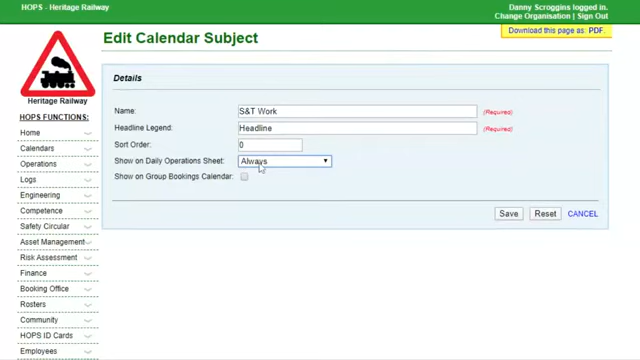 HOPS - Heritage Railway
Danny Scroggins logged in.
Change Organisation | Sign Out
Download this page as: PDF.
Edit Calendar Subject
Heritage Railway
HOPS FUNCTIONS:
Home
Calendars
Operations
Logs
Engineering
Competence
Safety Circular
Asset Management
Risk Assessment
Finance
Booking Office
Rosters
Community
HOPS ID Cards
Employees
Details
Name: S&T Work (Required)
Headline Legend: Headline (Required)
Sort Order: 0
Show on Daily Operations Sheet: Always
Show on Group Bookings Calendar:
Save Reset CANCEL